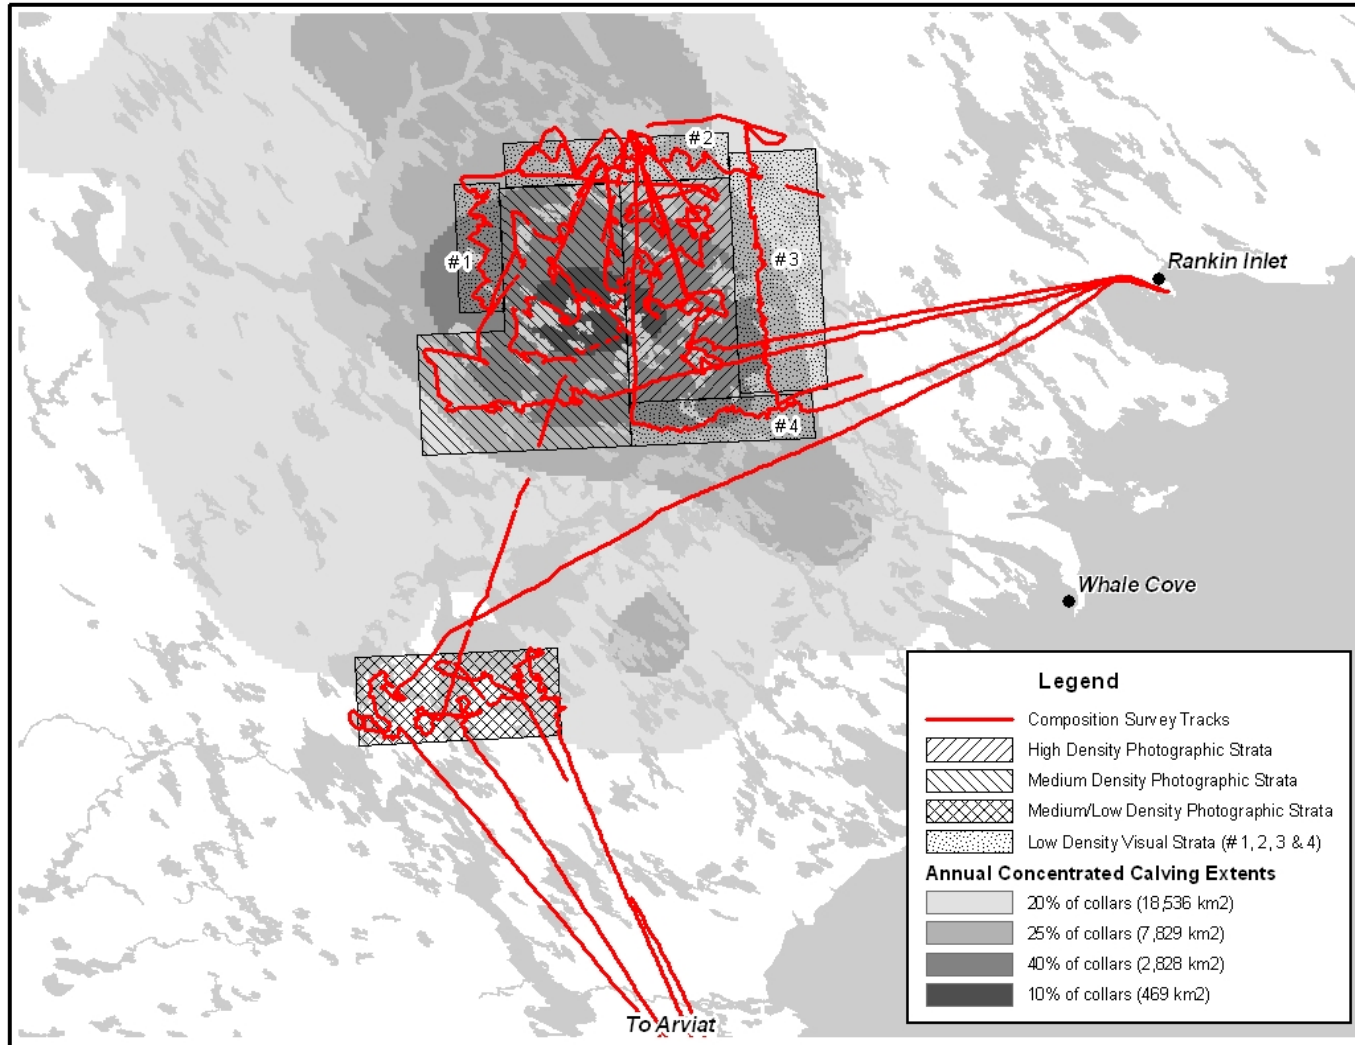 #2
#1
#3
Rankin Inlet
#4
Whale Cove
Legend
Composition Survey Tracks
High Density Photographic Strata
Medium Density Photographic Strata
Medium/Low Density Photographic Strata
Low Density Visual Strata (# 1, 2, 3 & 4)
Annual Concentrated Calving Extents
20% of collars (18,536 km2)
25% of collars (7,829 km2)
40% of collars (2,828 km2)
10% of collars (469 km2)
To Arviat